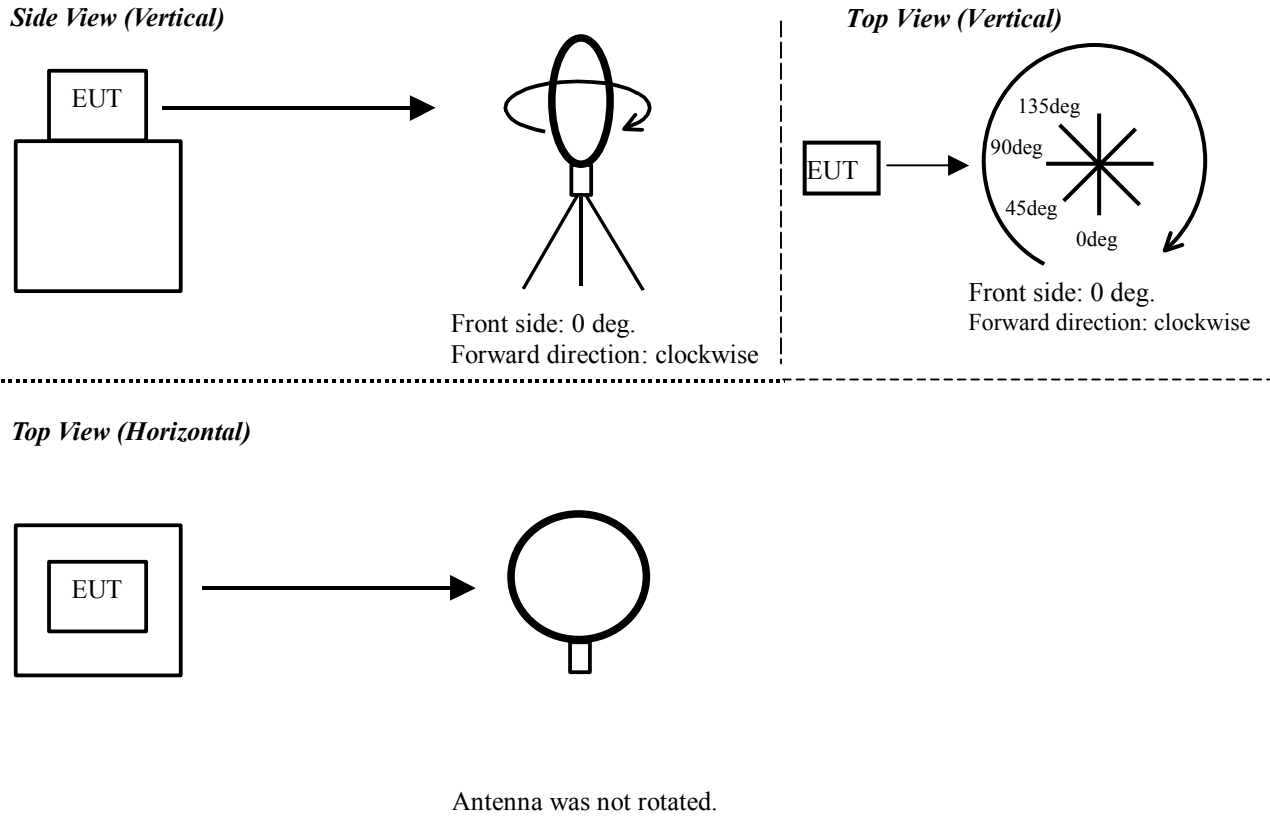 Side View (Vertical)
EUT
Front side: 0 deg.
Forward direction: clockwise
Top View (Vertical)
135deg
90deg
EUT
45deg
0deg
Front side: 0 deg.
Forward direction: clockwise
Top View (Horizontal)
EUT
Antenna was not rotated.